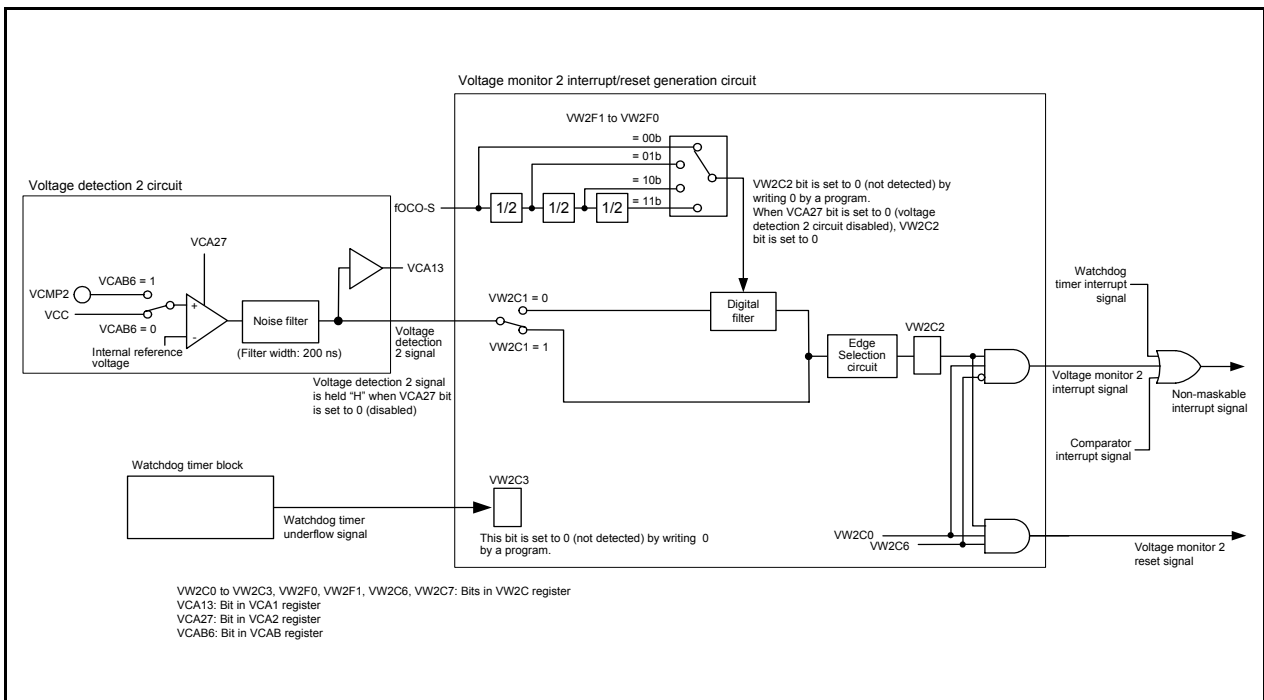 Voltage monitor 2 interrupt/reset generation circuit
VW2F1 to VW2F0
= 00b
= 01b
= 10b
= 11b
fOCO-S
1/2
1/2
1/2
VW2C2 bit is set to 0 (not detected) by
writing 0 by a program.
When VCA27 bit is set to 0 (voltage
detection 2 circuit disabled), VW2C2
bit is set to 0
Voltage detection 2 circuit
VCA27
VCA13
VCAB6 = 1
VCMP2
VCC
VCAB6 = 0
+
-
Internal reference
voltage
Noise filter
(Filter width: 200 ns)
Voltage
detection
2 signal
Voltage detection 2 signal
is held “H” when VCA27 bit
is set to 0 (disabled)
VW2C1 = 0
VW2C1 = 1
Digital
filter
Edge
Selection
circuit
VW2C2
Watchdog
timer interrupt
signal
Voltage monitor 2
interrupt signal
Non-maskable
interrupt signal
Comparator
interrupt signal
Watchdog timer block
Watchdog timer
underflow signal
VW2C3
This bit is set to 0 (not detected) by writing 0
by a program.
VW2C0
VW2C6
Voltage monitor 2
reset signal
VW2C0 to VW2C3, VW2F0, VW2F1, VW2C6, VW2C7: Bits in VW2C register
VCA13: Bit in VCA1 register
VCA27: Bit in VCA2 register
VCAB6: Bit in VCAB register